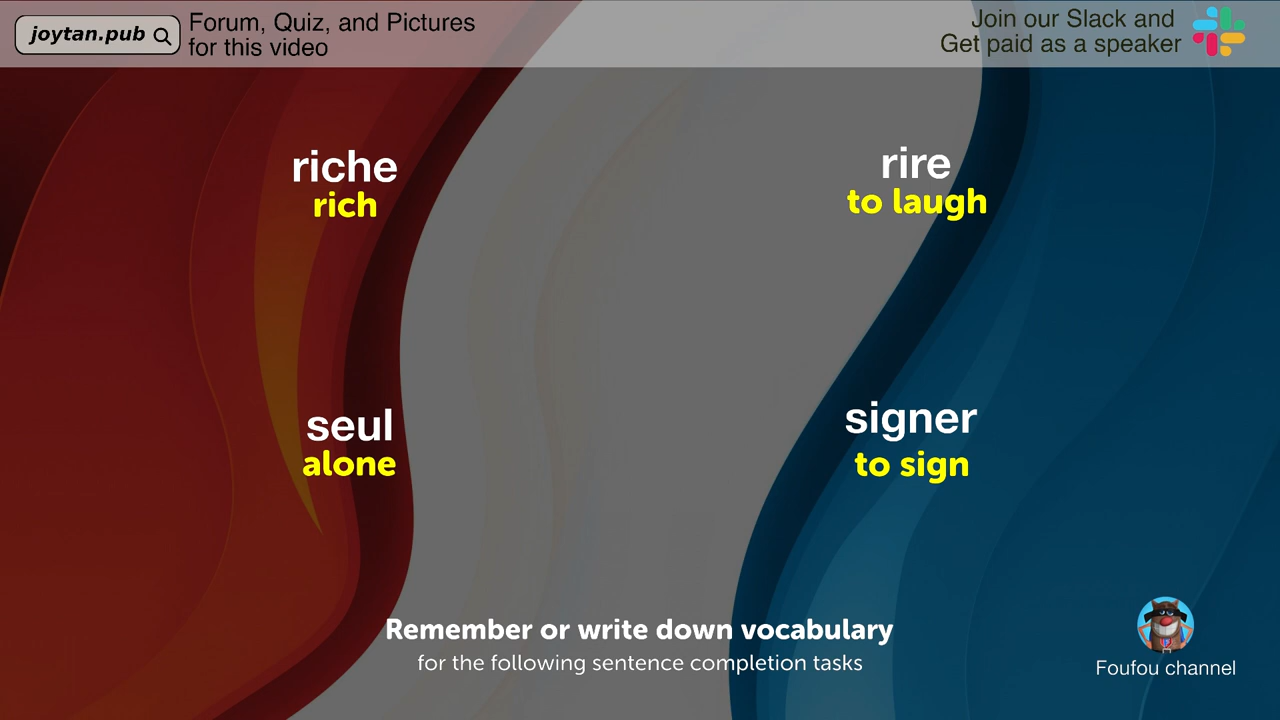 joytan.pub
Forum, Quiz, and Pictures
for this video
Join our Slack and
Get paid as a speaker
riche
rich
rire
to laugh
seul
alone
signer
to sign
Remember or write down vocabulary
for the following sentence completion tasks
Foufou channel